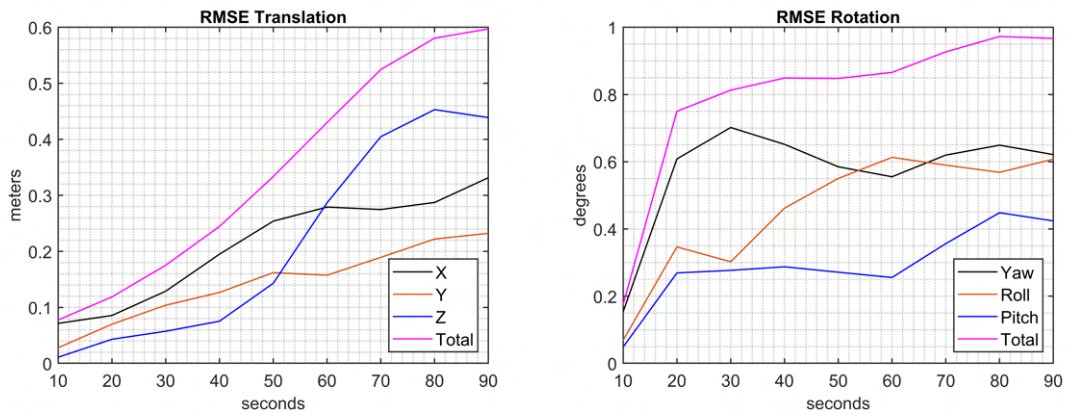 RMSE Translation
0.6
0.5
0.4
0.3
0.2
0.1
0
meters
10 20 30 40 50 60 70 80 90
seconds
X
Y
Z
Total
RMSE Rotation
1
0.8
0.6
0.4
0.2
0
degrees
10 20 30 40 50 60 70 80 90
seconds
Yaw
Roll
Pitch
Total